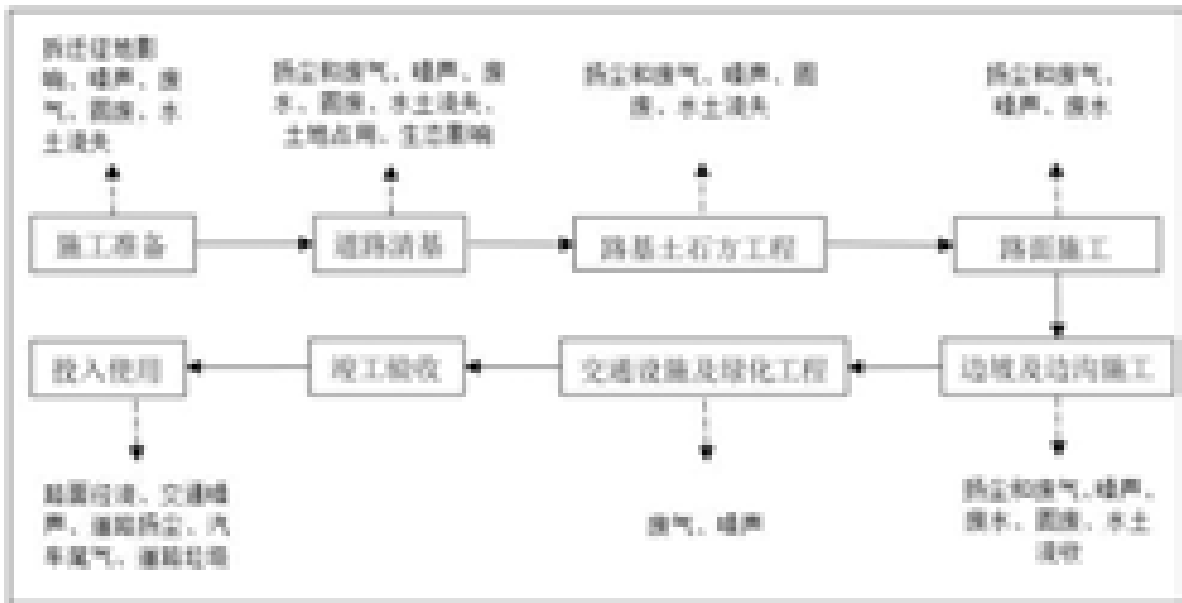 拆迁征地影
响、噪声、废
气、固废、水
土流失
扬尘和废气、噪声、废
水、固废、水土流失、
土地占用、生态影响
扬尘和废气、噪声、固
废、水土流失
扬尘和废气、
噪声、废水
施工准备
道路清基
路基土石方工程
路面施工
投入使用
竣工验收
交通设施及绿化工程
边坡及边沟施工
路面径流、交通噪
声、道路扬尘、汽
车尾气、道路垃圾
废气、噪声
扬尘和废气、噪声、
废水、固废、水土